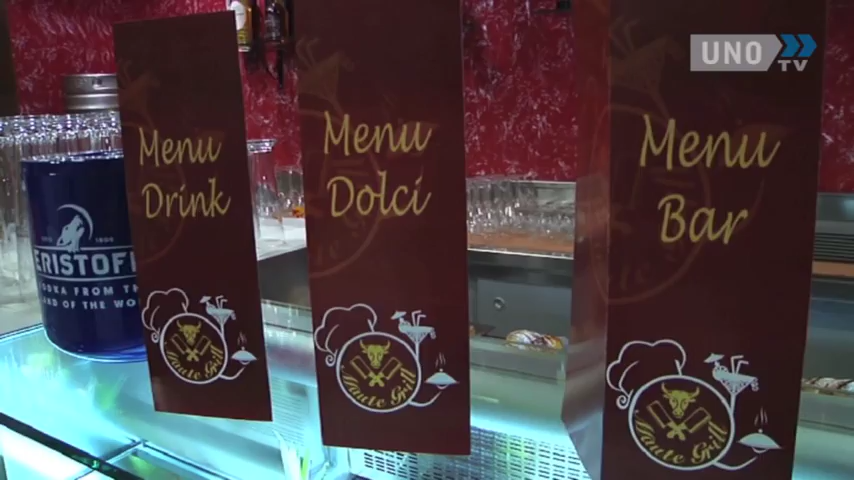 UNO
TV
Menu
Drink
Menu
Dolci
Menu
Bar
ERISTOFF
VODKA FROM TH
AND OF THE WO
Haute Grill
Haute Grill
Haute Grill